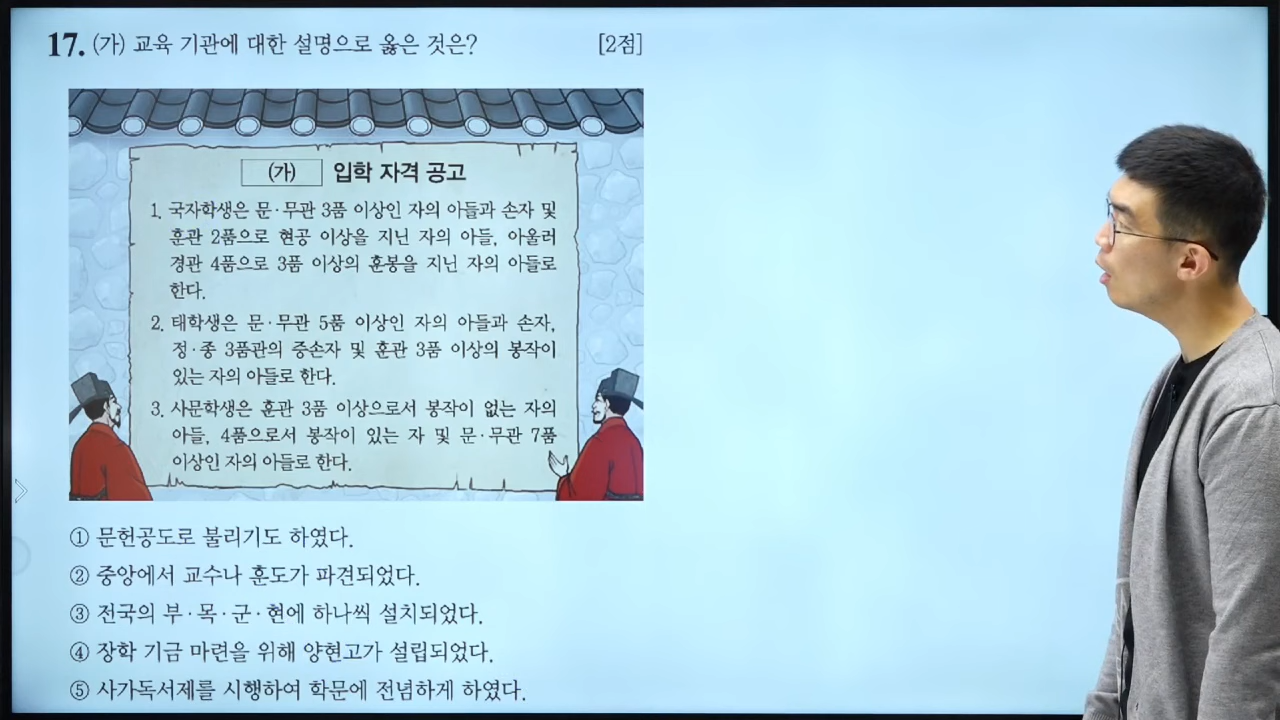 17. (가) 교육 기관에 대한 설명으로 옳은 것은? [2점]
(가) 입학 자격 공고
1. 국자학생은 문·무관 3품 이상인 자의 아들과 손자 및
훈관 2품으로 현공 이상을 지닌 자의 아들, 아울러
경관 4품으로 3품 이상의 훈봉을 지닌 자의 아들로
한다.
2. 태학생은 문·무관 5품 이상인 자의 아들과 손자,
정·종 3품관의 증손자 및 훈관 3품 이상의 봉작이
있는 자의 아들로 한다.
3. 사문학생은 훈관 3품 이상으로서 봉작이 없는 자의
아들, 4품으로서 봉작이 있는 자 및 문·무관 7품
이상인 자의 아들로 한다.
① 문헌공도로 불리기도 하였다.
② 중앙에서 교수나 훈도가 파견되었다.
③ 전국의 부·목·군·현에 하나씩 설치되었다.
④ 장학 기금 마련을 위해 양현고가 설립되었다.
⑤ 사가독서제를 시행하여 학문에 전념하게 하였다.